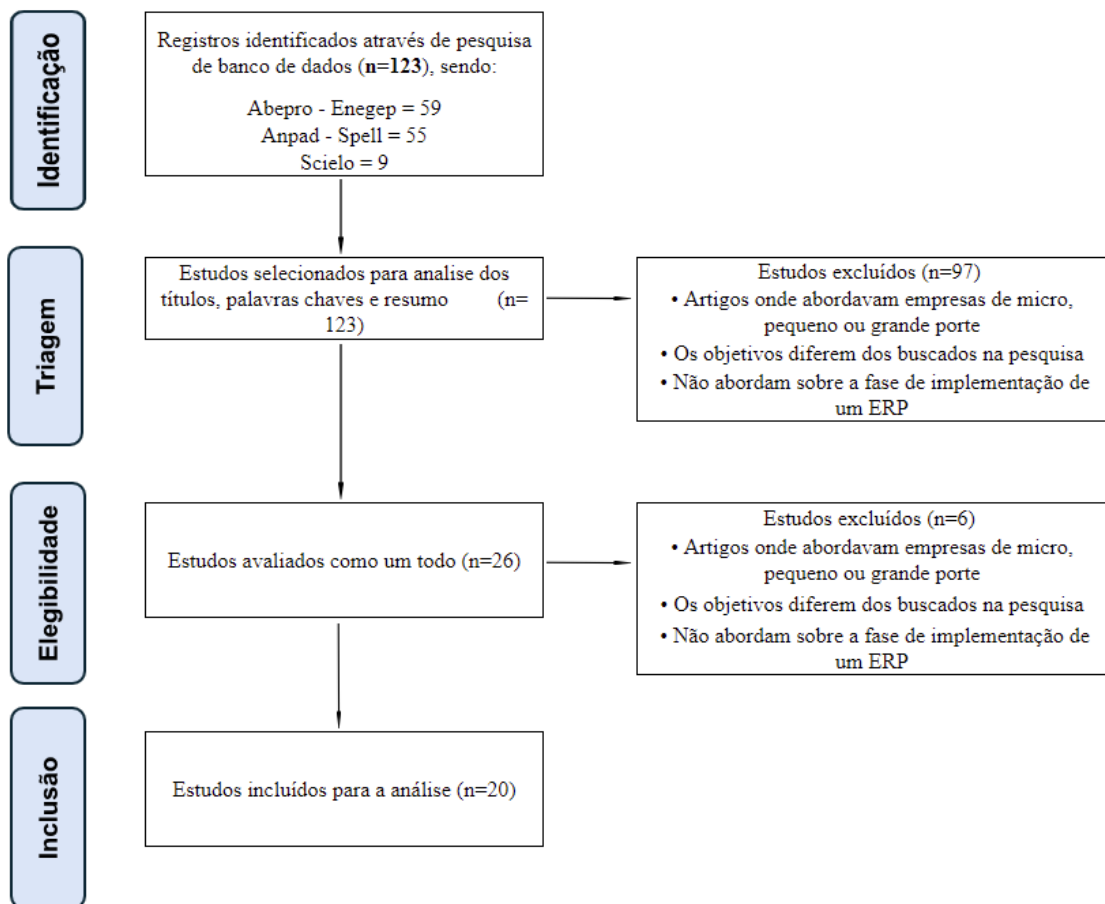 Identificação
Registros identificados através de pesquisa
de banco de dados (n=123), sendo:
Abepro - Enegep = 59
Anpad - Spell = 55
Scielo = 9
Triagem
Estudos selecionados para analise dos
títulos, palavras chaves e resumo (n=
123)
Estudos excluídos (n=97)
• Artigos onde abordavam empresas de micro,
pequeno ou grande porte
• Os objetivos diferem dos buscados na pesquisa
• Não abordam sobre a fase de implementação de
um ERP
Elegibilidade
Estudos avaliados como um todo (n=26)
Estudos excluídos (n=6)
• Artigos onde abordavam empresas de micro,
pequeno ou grande porte
• Os objetivos diferem dos buscados na pesquisa
• Não abordam sobre a fase de implementação de
um ERP
Inclusão
Estudos incluídos para a análise (n=20)